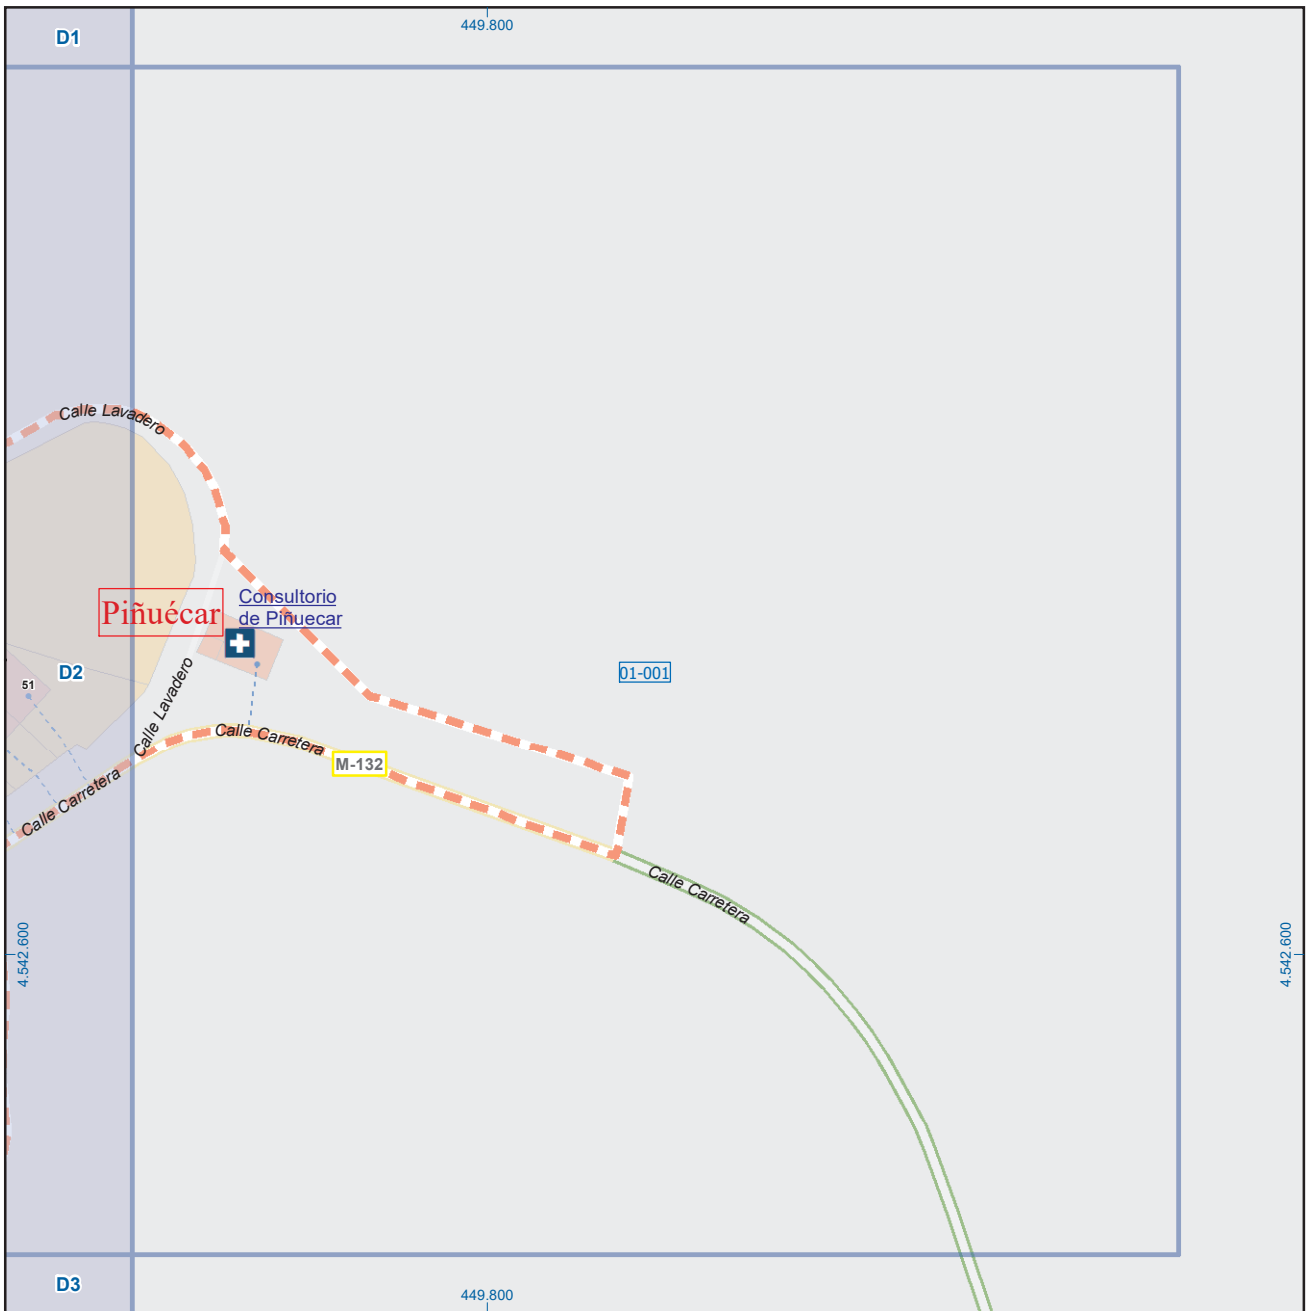 D1
449.800
Calle Lavadero
Piñuécar
Consultorio
de Piñuecar
D2
01-001
51
Calle Lavadero
Calle Carretera
M-132
Calle Carretera
Calle Carretera
4.542.600
4.542.600
D3
449.800